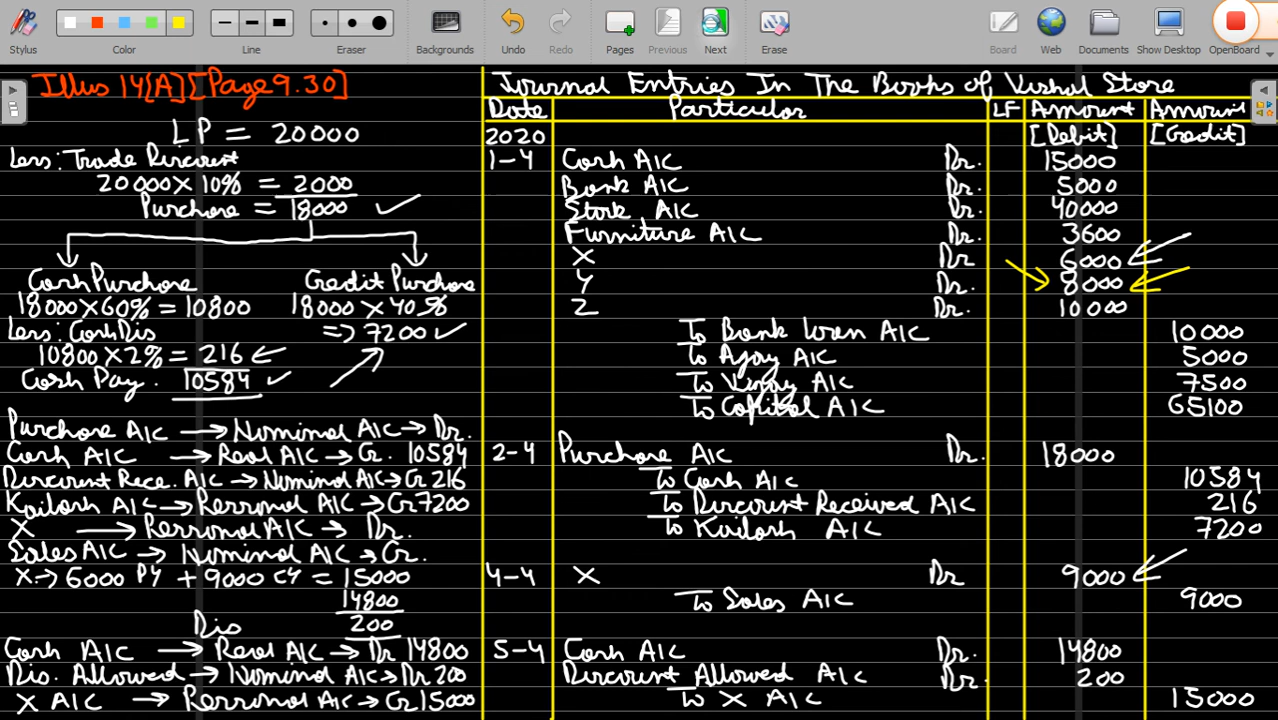 Stylus
Color
Line
Eraser
Backgrounds
Undo
Redo
Pages
Previous
Next
Erase
Board
Web
Documents
Show Desktop
OpenBoard
Illus 14[A][Page 9.30]
LP = 20000
Less: Trade Discount
20000 X 10% = 2000
Purchase = 18000
Cash Purchase
Credit Purchase
18000 X 60% = 10800
18000 X 40%
Less: Cash Dis
=> 7200
10800 X 2% = 216
Cash Pay. 10584
Purchase A/C → Nominal A/C → Dr.
Cash A/C → Real A/C → Cr. 10584
Discount Rece. A/C → Nominal A/C → Cr 216
Kailash A/C → Personal A/C → Cr 7200
X → Personal A/C → Dr.
Sales A/C → Nominal A/C → Cr.
X → 6000 PY + 9000 CY = 15000
14800
Dis 200
Cash A/C → Real A/C → Dr 14800
Dis. Allowed → Nominal A/C → Dr 200
X A/C → Personal A/C → Cr 15000
Journal Entries In The Books of Vishal Store
Date Particular LF Amount Amount
2020 [Debit] [Credit]
1-4 Cash A/C Dr. 15000
Bank A/C Dr. 5000
Stock A/C Dr. 40000
Furniture A/C Dr. 3600
X Dr 6000
Y Dr. 8000
Z Dr. 10000
To Bank Loan A/C 10000
To Ajay A/C 5000
To Vijay A/C 7500
To Capital A/C 65100
2-4 Purchase A/C Dr. 18000
To Cash A/C 10584
To Discount Received A/C 216
To Kailash A/C 7200
4-4 X Dr 9000
To Sales A/C 9000
5-4 Cash A/C Dr. 14800
Discount Allowed A/C Dr. 200
To X A/C 15000